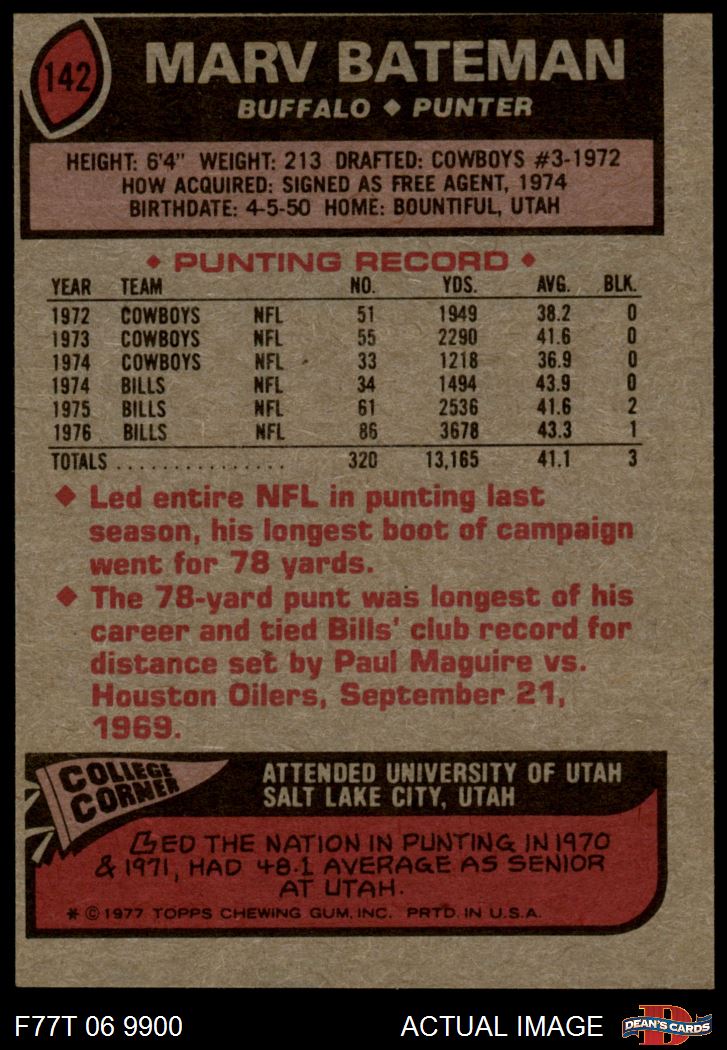 142
MARV BATEMAN
BUFFALO ◆ PUNTER
HEIGHT: 6'4" WEIGHT: 213 DRAFTED: COWBOYS #3-1972
HOW ACQUIRED: SIGNED AS FREE AGENT, 1974
BIRTHDATE: 4-5-50 HOME: BOUNTIFUL, UTAH
◆ PUNTING RECORD ◆
YEAR TEAM NO. YDS. AVG. BLK.
1972 COWBOYS NFL 51 1949 38.2 0
1973 COWBOYS NFL 55 2290 41.6 0
1974 COWBOYS NFL 33 1218 36.9 0
1974 BILLS NFL 34 1494 43.9 0
1975 BILLS NFL 61 2536 41.6 2
1976 BILLS NFL 86 3678 43.3 1
TOTALS ............... 320 13,165 41.1 3
◆ Led entire NFL in punting last
season, his longest boot of campaign
went for 78 yards.
◆ The 78-yard punt was longest of his
career and tied Bills' club record for
distance set by Paul Maguire vs.
Houston Oilers, September 21,
1969.
COLLEGE
CORNER
ATTENDED UNIVERSITY OF UTAH
SALT LAKE CITY, UTAH
LED THE NATION IN PUNTING IN 1970
& 1971, HAD 48.1 AVERAGE AS SENIOR
AT UTAH.
* © 1977 TOPPS CHEWING GUM, INC. PRTD. IN U.S.A.
F77T 06 9900 ACTUAL IMAGE
D
DEAN'S CARDS